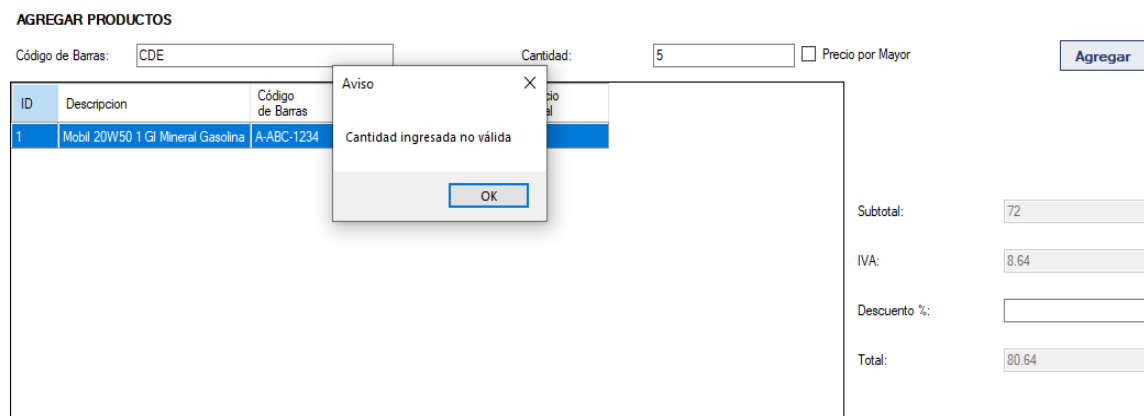 AGREGAR PRODUCTOS
Código de Barras: CDE Cantidad: 5 Precio por Mayor Agregar
Aviso
ID Descripcion Código de Barras
1 Mobil 20W50 1 Gl Mineral Gasolina A-ABC-1234
Cantidad ingresada no válida
OK
Subtotal: 72
IVA: 8.64
Descuento %:
Total: 80.64